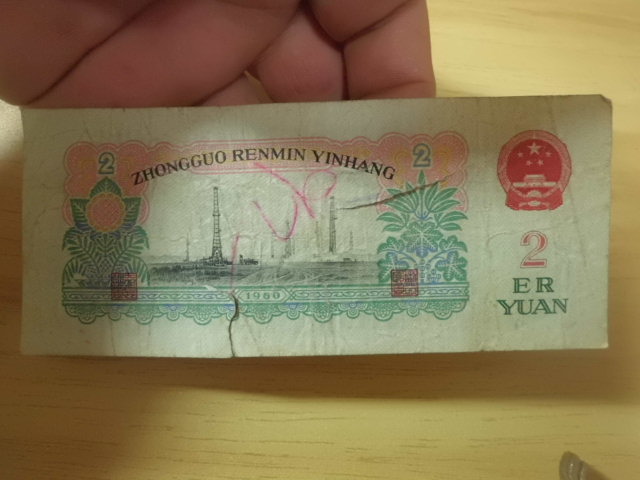 2
2
ZHONGGUO RENMIN YINHANG
2
ER
YUAN
1960